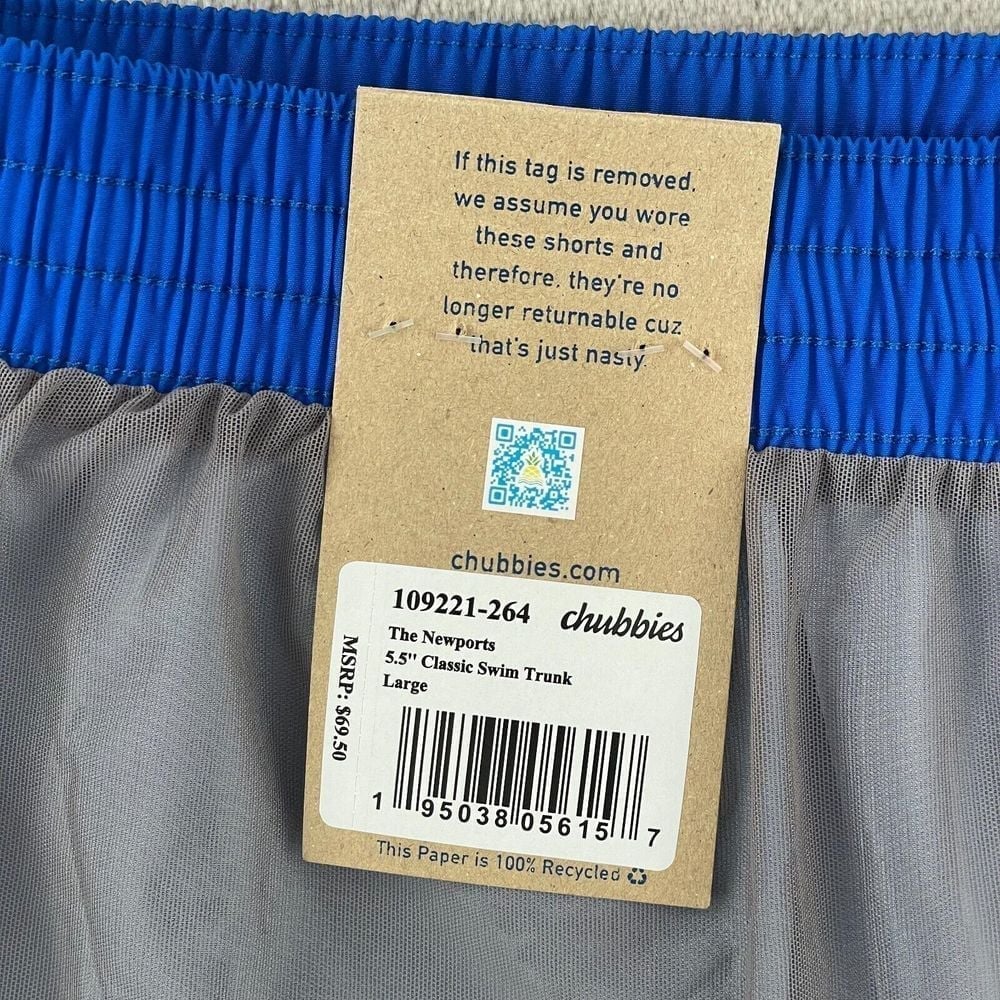 If this tag is removed,
we assume you wore
these shorts and
therefore, they're no
longer returnable cuz
that's just nasty.
chubbies.com
109221-264 chubbies
The Newports
5.5" Classic Swim Trunk
Large
MSRP: $69.50
1 95038 05615 7
This Paper is 100% Recycled